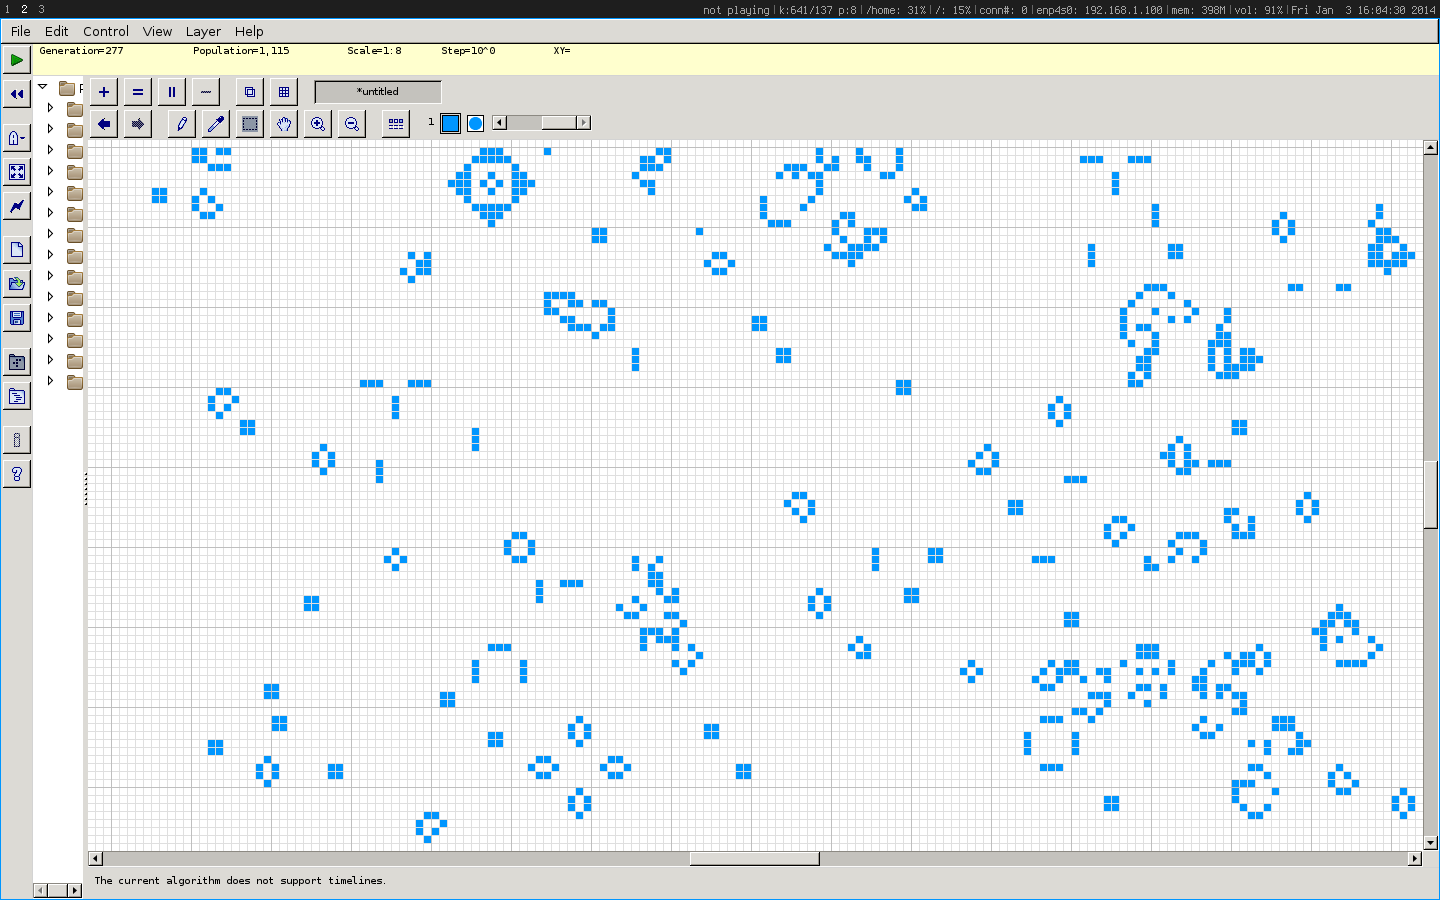 1 2 3 not playing|k:641/137 p:8|/home: 31%|/: 15%|conn#: 0|enp4s0: 192.168.1.100|mem: 398M|vol: 91%|Fri Jan  3 16:04:30 2014
File Edit Control View Layer Help
Generation=277 Population=1,115 Scale=1:8 Step=10^0 XY=
*untitled
1
The current algorithm does not support timelines.